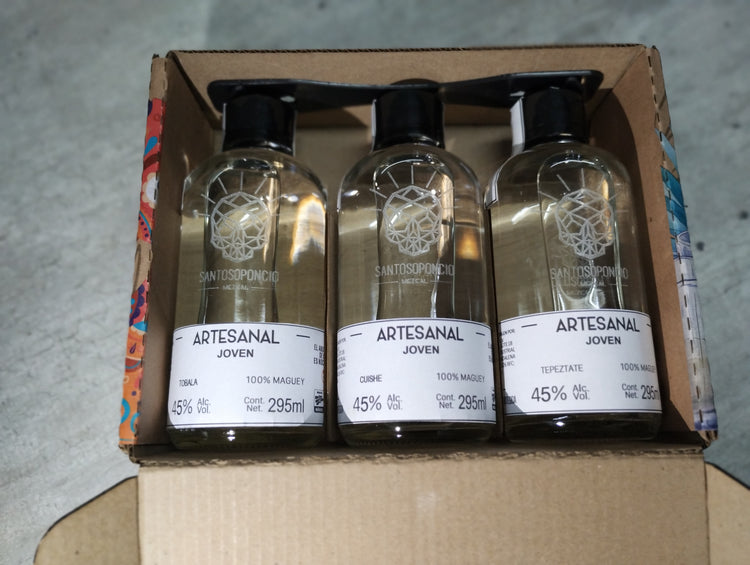 SANTOSOPONCIO
MEZCAL
ARTESANAL
JOVEN
TOBALA
100% MAGUEY
45% Alc. Vol.
Cont. Net. 295ml
SANTOSOPONCIO
MEZCAL
ARTESANAL
JOVEN
CUISHE
100% MAGUEY
45% Alc. Vol.
Cont. Net. 295ml
SANTOSOPONCIO
MEZCAL
ARTESANAL
JOVEN
TEPEZTATE
100% MAGUEY
45% Alc. Vol.
Cont. Net. 295ml